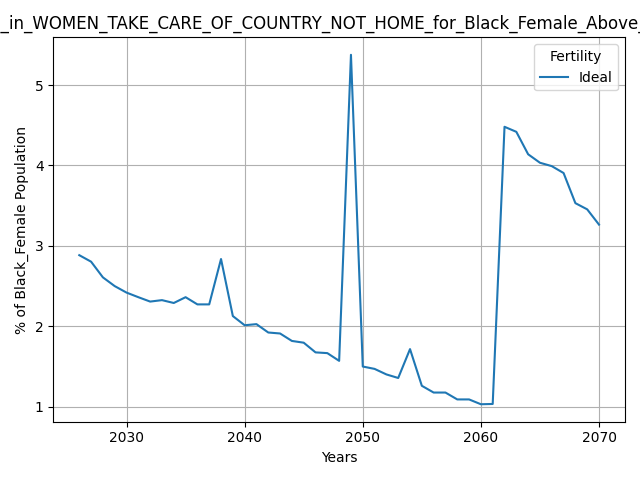 _in_WOMEN_TAKE_CARE_OF_COUNTRY_NOT_HOME_for_Black_Female_Above_
Fertility
Ideal
% of Black_Female Population
5
4
3
2
1
2030 2040 2050 2060 2070
Years